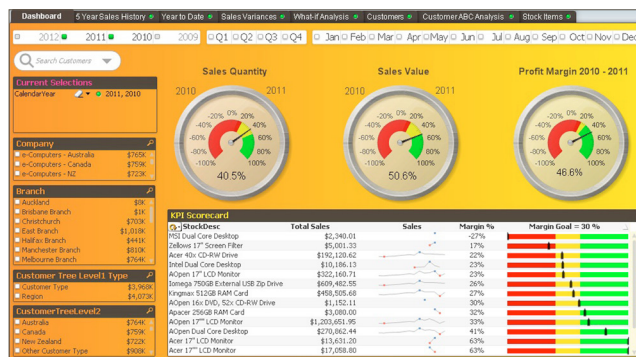 Dashboard 5 Year Sales History Year to Date Sales Variances What-if Analysis Customers Customer ABC Analysis Stock Items
2012 2011 2010 2009 Q1 Q2 Q3 Q4 Jan Feb Mar Apr May Jun Jul Aug Sep Oct Nov Dec
Search Customers
Current Selections
CalendarYear 2011, 2010
Company
e-Computers - Australia $765K
e-Computers - Canada $759K
e-Computers - NZ $723K
Branch
Auckland $8K
Brisbane Branch $1K
Christchurch $703K
East Branch $1,018K
Halifax Branch $441K
Manchester Branch $810K
Melbourne Branch $764K
Customer Tree Level1 Type
Customer Type $3,968K
Region $4,073K
CustomerTreeLevel2
Australia $764K
Canada $759K
New Zealand $722K
Other Customer Type $908K
Sales Quantity
2010 2011
-20% 0% 20%
-40% 40%
-60% 60%
-80% 80%
-100% 100%
40.5%
Sales Value
2010 2011
-20% 0% 20%
-40% 40%
-60% 60%
-80% 80%
-100% 100%
50.6%
Profit Margin 2010 - 2011
-20% 0% 20%
-40% 40%
-60% 60%
-80% 80%
-100% 100%
46.6%
KPI Scorecard
StockDesc Total Sales Sales Margin % Margin Goal = 30 %
MSI Dual Core Desktop $2,340.01 -27%
Zellows 17" Screen Filter $5,001.33 17%
Acer 40x CD-RW Drive $192,120.62 22%
Intel Dual Core Desktop $10,186.13 23%
AOpen 17" LCD Monitor $322,160.71 23%
Iomega 750GB External USB Zip Drive $609,482.55 26%
Kingmax 512GB RAM Card $458,505.68 27%
AOpen 16x DVD, 52x CD-RW Drive $1,152.11 30%
Apacer 256GB RAM Card $3,080.00 32%
AOpen 17"" LCD Monitor $1,203,651.95 33%
AOpen Dual Core Desktop $270,862.44 41%
Acer 17" LCD Monitor $13,631.20 63%
Acer 17"" LCD Monitor $17,058.80 63%